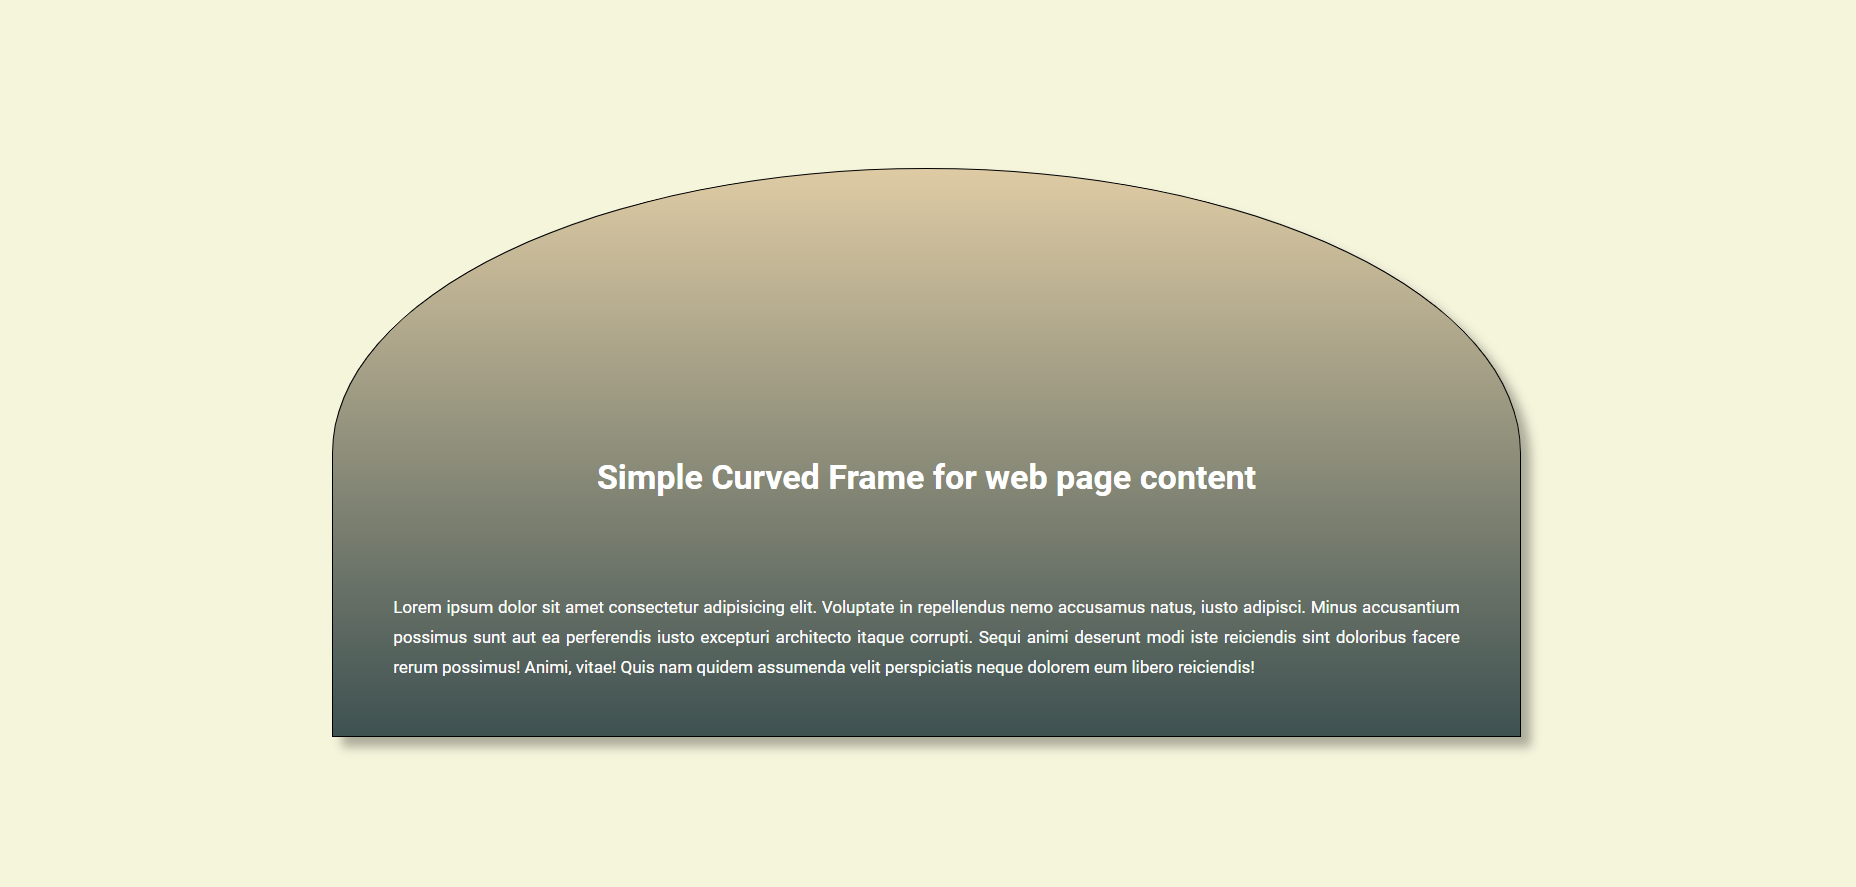 Simple Curved Frame for web page content
Lorem ipsum dolor sit amet consectetur adipisicing elit. Voluptate in repellendus nemo accusamus natus, iusto adipisci. Minus accusantium
possimus sunt aut ea perferendis iusto excepturi architecto itaque corrupti. Sequi animi deserunt modi iste reiciendis sint doloribus facere
rerum possimus! Animi, vitae! Quis nam quidem assumenda velit perspiciatis neque dolorem eum libero reiciendis!